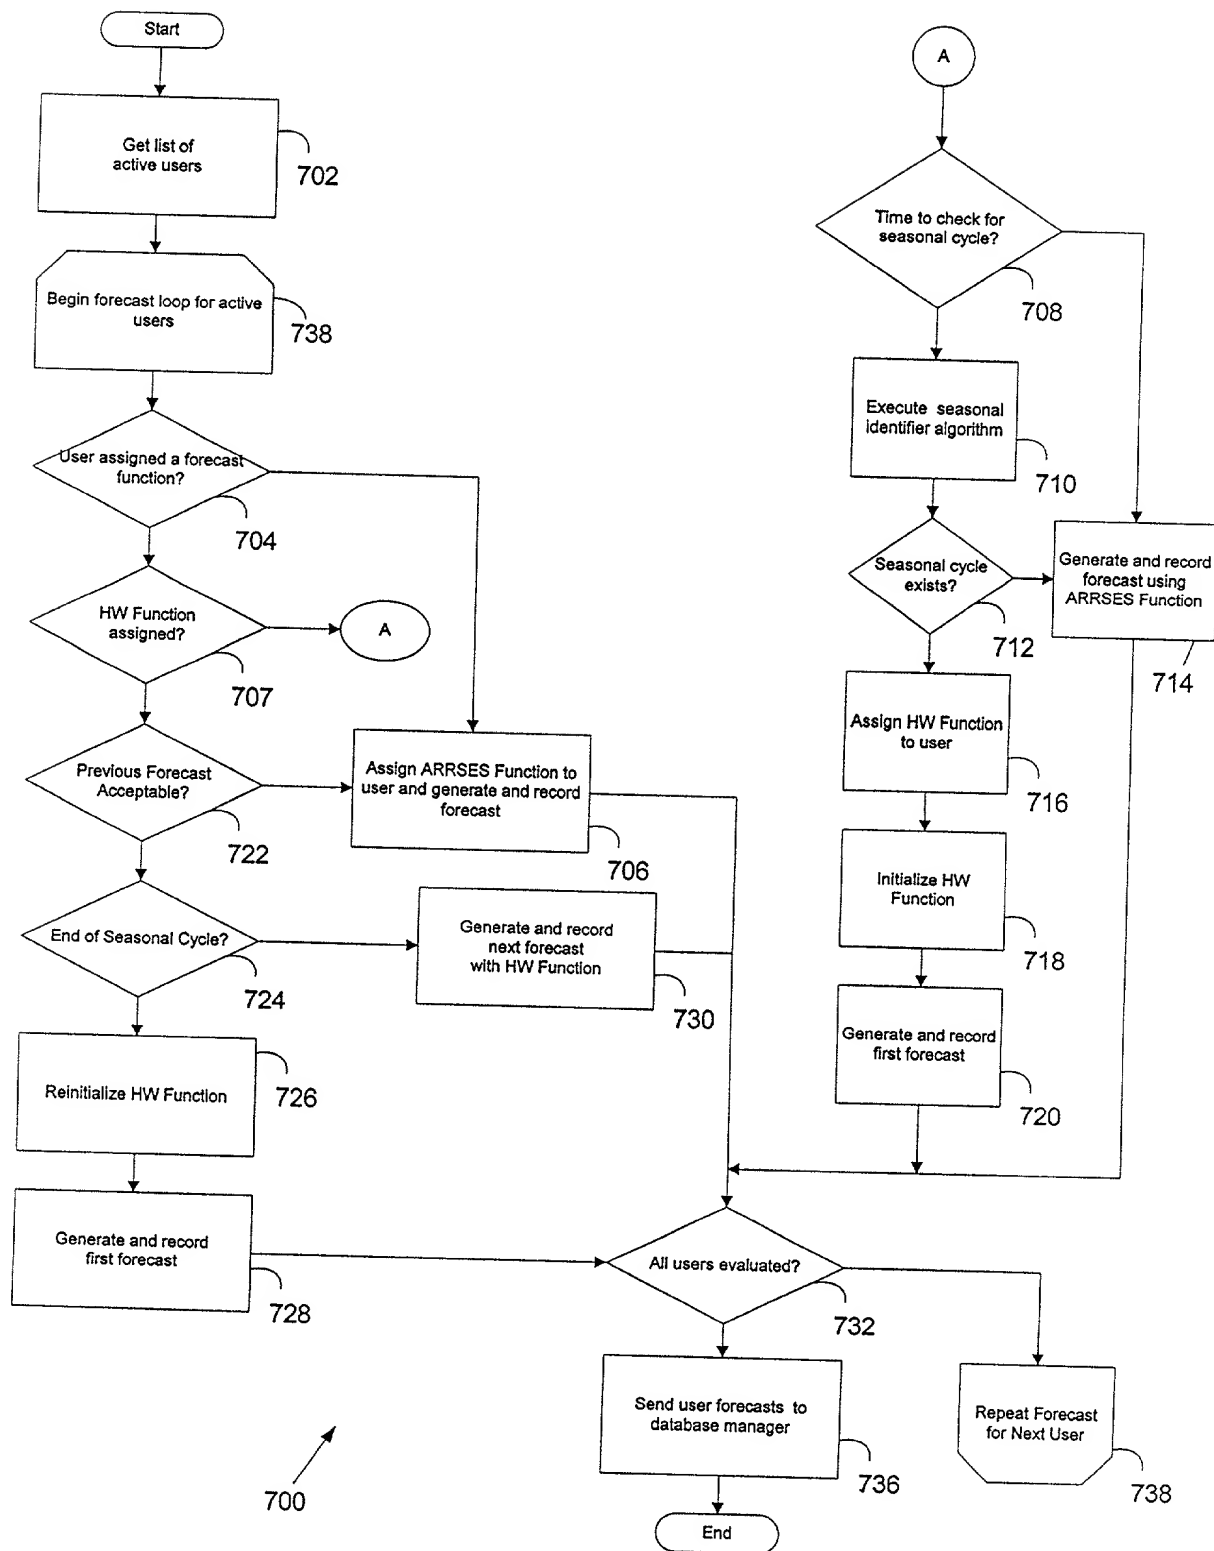 Start
Get list of
active users
702
Begin forecast loop for active
users
738
User assigned a forecast
function?
704
HW Function
assigned?
707
A
Previous Forecast
Acceptable?
722
Assign ARRSES Function to
user and generate and record
forecast
706
End of Seasonal Cycle?
724
Generate and record
next forecast
with HW Function
730
Reinitialize HW Function
726
Generate and record
first forecast
728
A
Time to check for
seasonal cycle?
708
Execute seasonal
identifier algorithm
710
Seasonal cycle
exists?
712
Generate and record
forecast using
ARRSES Function
714
Assign HW Function
to user
716
Initialize HW
Function
718
Generate and record
first forecast
720
All users evaluated?
732
Send user forecasts to
database manager
736
Repeat Forecast
for Next User
738
End
700